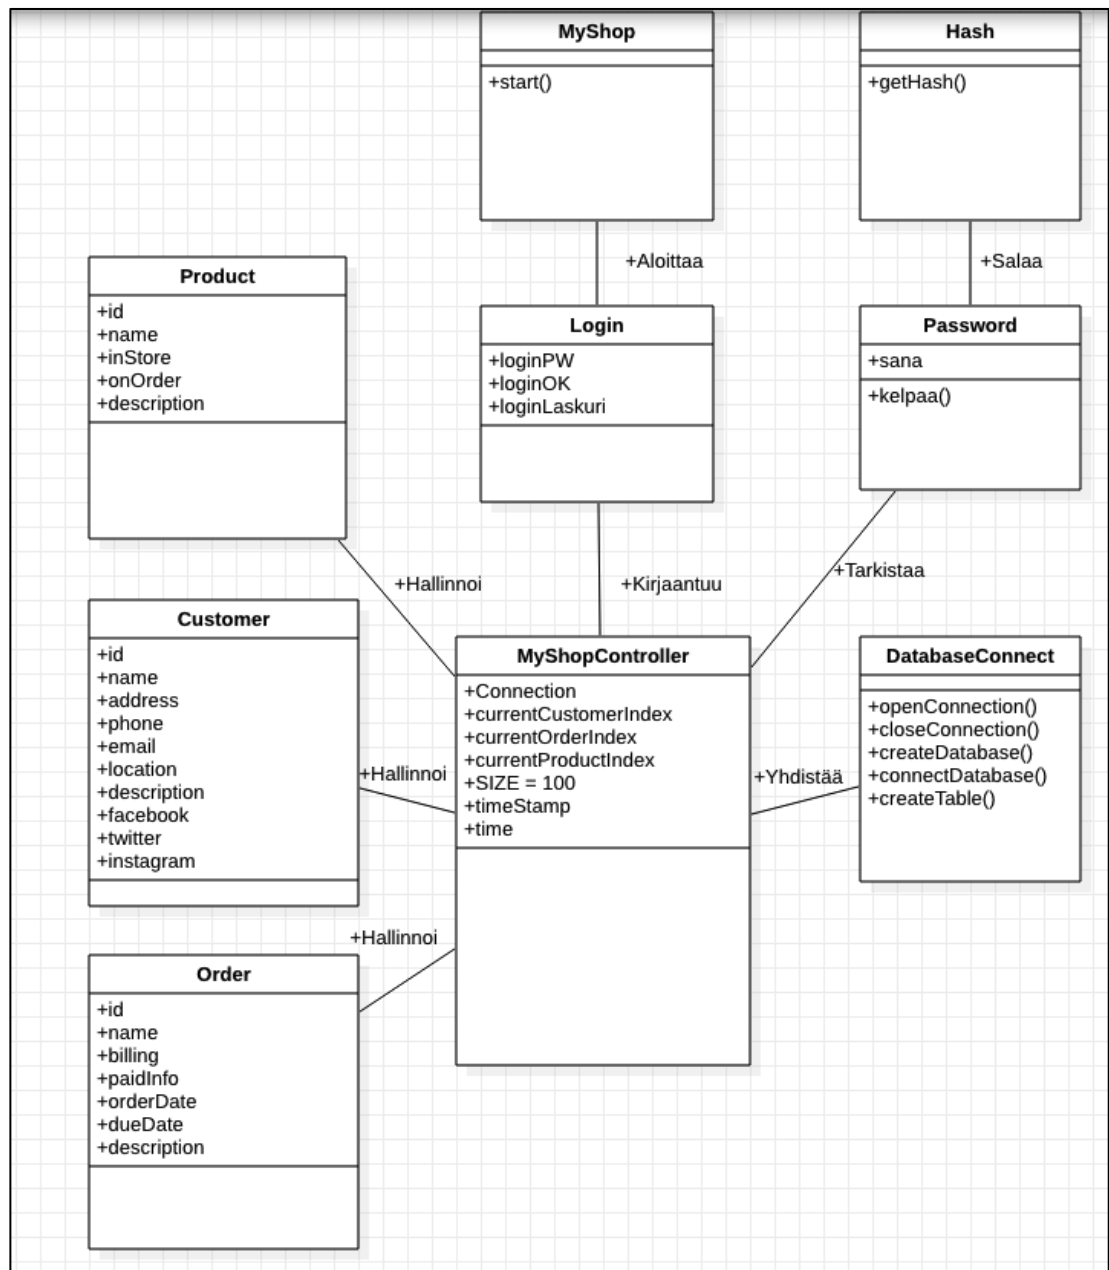 MyShop
+start()
Hash
+getHash()
+Aloittaa
+Salaa
Product
+id
+name
+inStore
+onOrder
+description
Login
+loginPW
+loginOK
+loginLaskuri
Password
+sana
+kelpaa()
+Hallinnoi
+Kirjaantuu
+Tarkistaa
Customer
+id
+name
+address
+phone
+email
+location
+description
+facebook
+twitter
+instagram
+Hallinnoi
MyShopController
+Connection
+currentCustomerIndex
+currentOrderIndex
+currentProductIndex
+SIZE = 100
+timeStamp
+time
+Yhdistää
DatabaseConnect
+openConnection()
+closeConnection()
+createDatabase()
+connectDatabase()
+createTable()
+Hallinnoi
Order
+id
+name
+billing
+paidInfo
+orderDate
+dueDate
+description